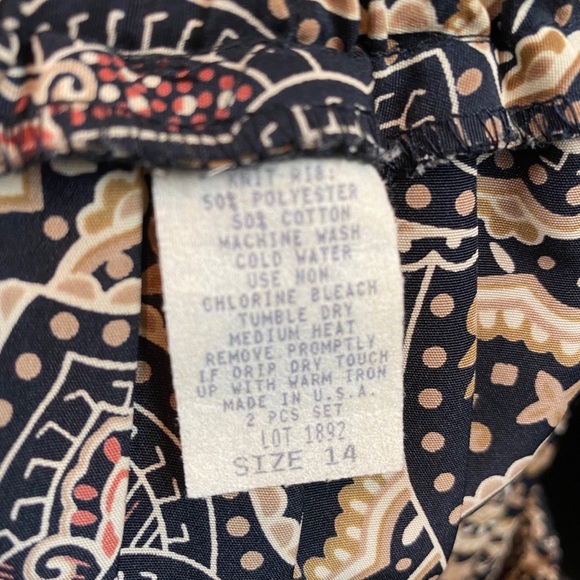 KNIT RIB:
50% POLYESTER
50% COTTON
MACHINE WASH
COLD WATER
USE NON
CHLORINE BLEACH
TUMBLE DRY
MEDIUM HEAT
REMOVE PROMPTLY
IF DRIP DRY TOUCH
UP WITH WARM IRON
MADE IN U.S.A.
2 PCS SET
LOT 1892
SIZE 14